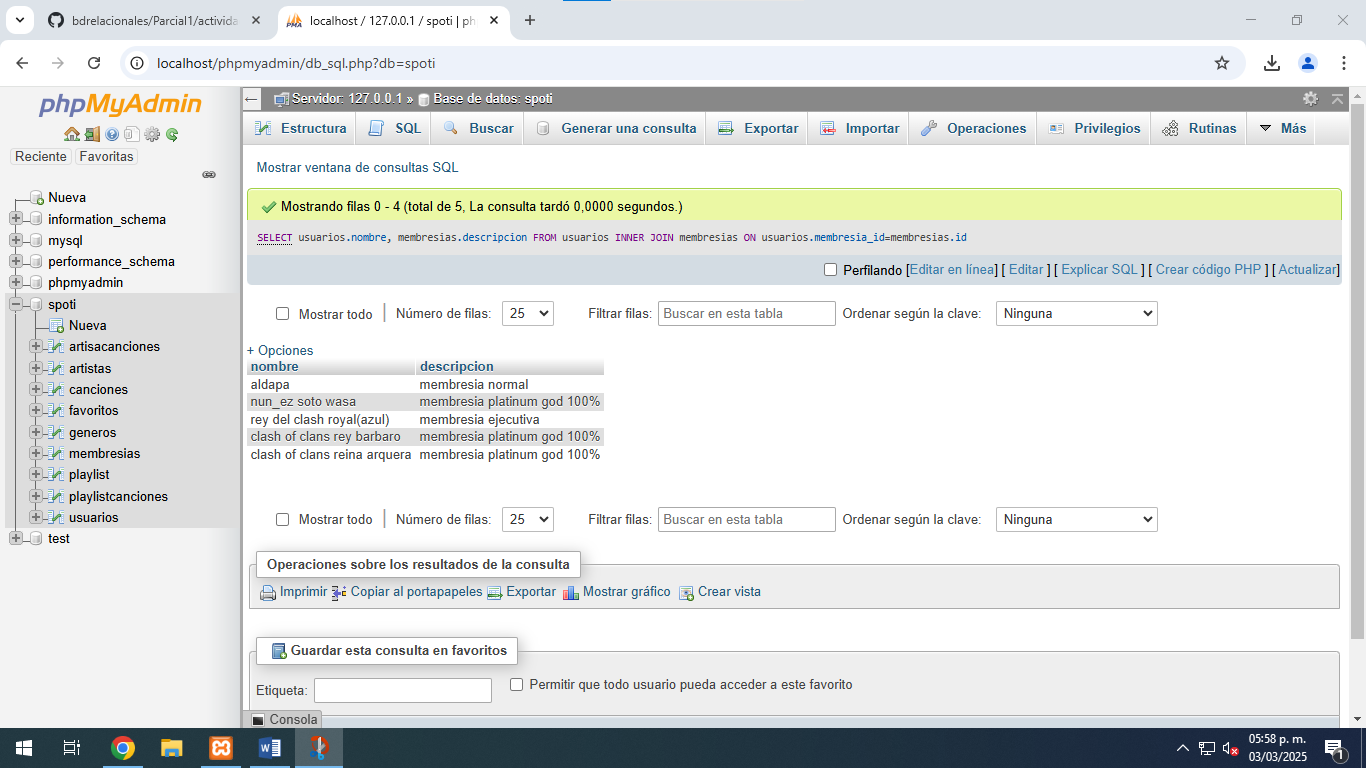 bdrelacionales/Parcial1/activida
localhost / 127.0.0.1 / spoti | ph
localhost/phpmyadmin/db_sql.php?db=spoti
phpMyAdmin
Reciente Favoritas
Nueva
information_schema
mysql
performance_schema
phpmyadmin
spoti
Nueva
artisacanciones
artistas
canciones
favoritos
generos
membresias
playlist
playlistcanciones
usuarios
test
Servidor: 127.0.0.1 » Base de datos: spoti
Estructura SQL Buscar Generar una consulta Exportar Importar Operaciones Privilegios Rutinas Más
Mostrar ventana de consultas SQL
Mostrando filas 0 - 4 (total de 5, La consulta tardó 0,0000 segundos.)
SELECT usuarios.nombre, membresias.descripcion FROM usuarios INNER JOIN membresias ON usuarios.membresia_id=membresias.id
Perfilando [Editar en línea] [ Editar ] [ Explicar SQL ] [ Crear código PHP ] [ Actualizar]
Mostrar todo | Número de filas: 25 Filtrar filas: Buscar en esta tabla Ordenar según la clave: Ninguna
+ Opciones
nombre descripcion
aldapa membresia normal
nun_ez soto wasa membresia platinum god 100%
rey del clash royal(azul) membresia ejecutiva
clash of clans rey barbaro membresia platinum god 100%
clash of clans reina arquera membresia platinum god 100%
Mostrar todo | Número de filas: 25 Filtrar filas: Buscar en esta tabla Ordenar según la clave: Ninguna
Operaciones sobre los resultados de la consulta
Imprimir Copiar al portapapeles Exportar Mostrar gráfico Crear vista
Guardar esta consulta en favoritos
Etiqueta: Permitir que todo usuario pueda acceder a este favorito
Consola
05:58 p. m.
03/03/2025
1